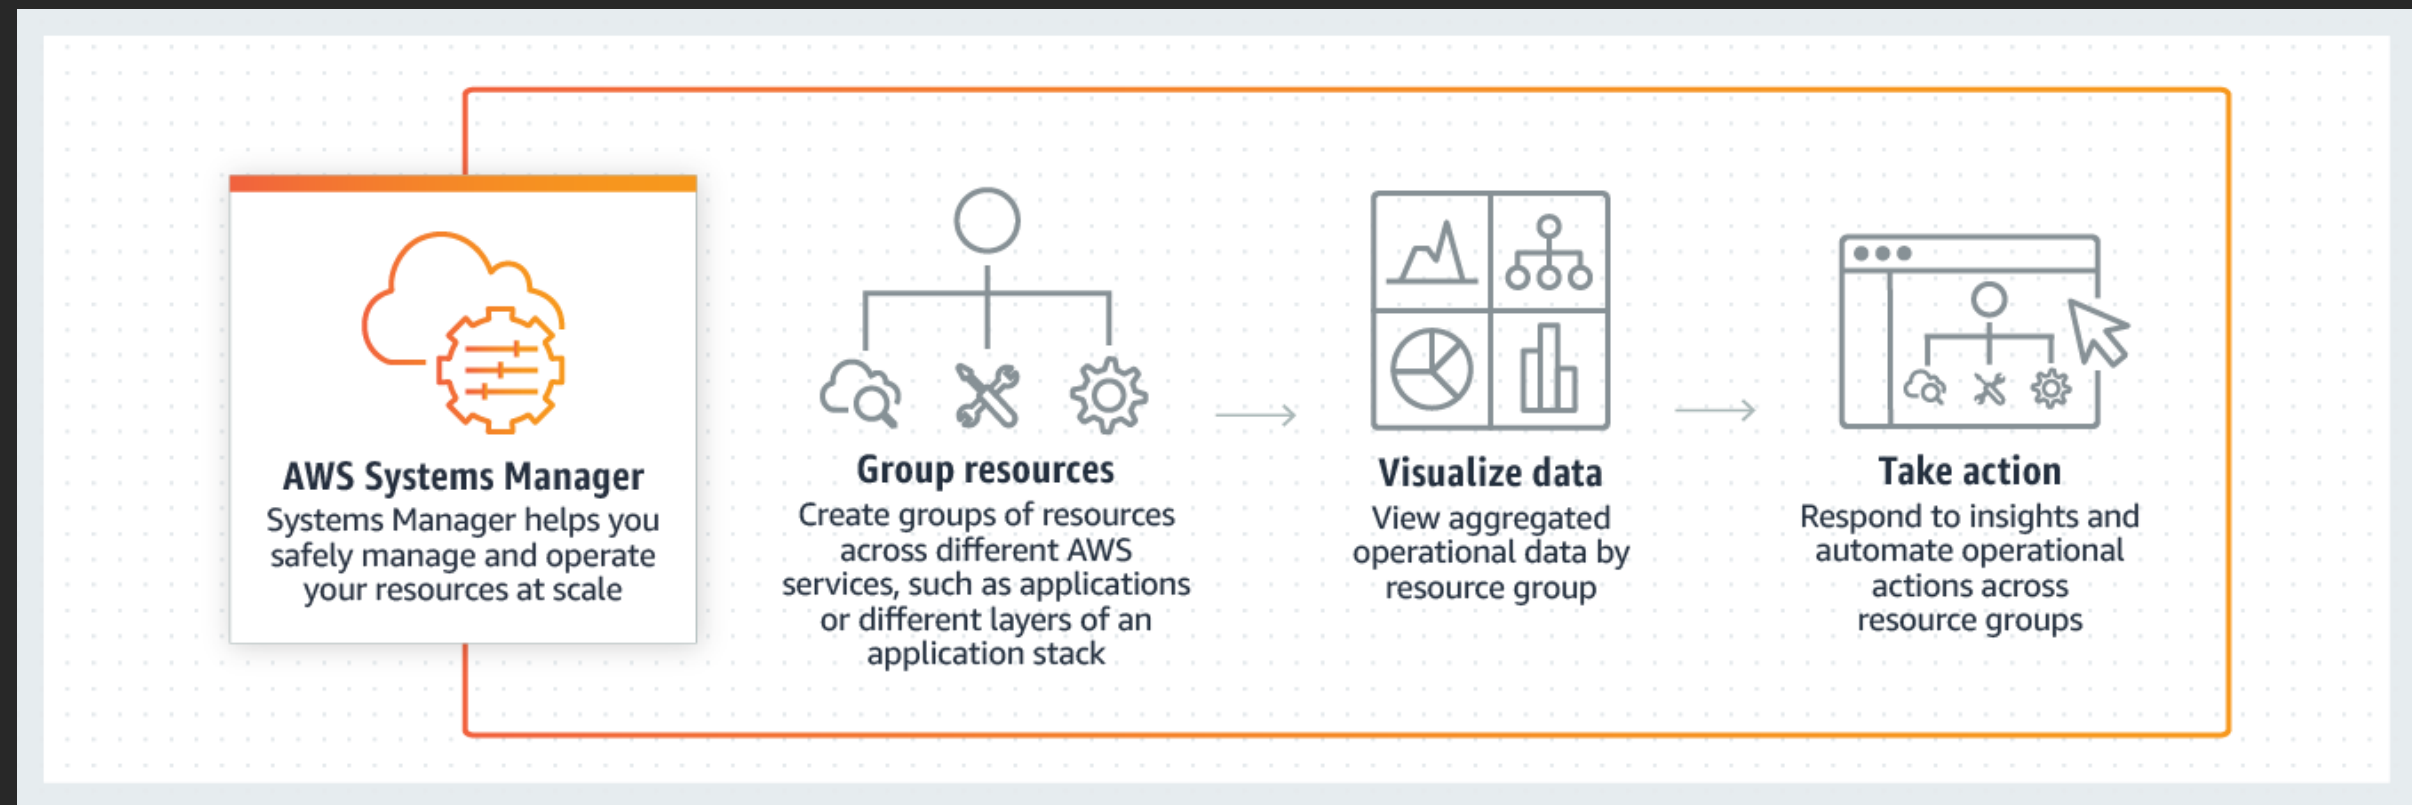 AWS Systems Manager
Systems Manager helps you
safely manage and operate
your resources at scale
Group resources
Create groups of resources
across different AWS
services, such as applications
or different layers of an
application stack
Visualize data
View aggregated
operational data by
resource group
Take action
Respond to insights and
automate operational
actions across
resource groups